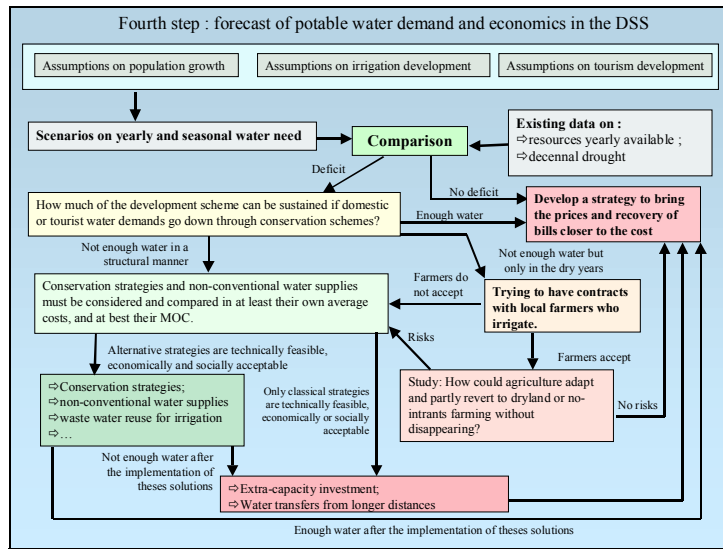 Fourth step : forecast of potable water demand and economics in the DSS
Assumptions on population growth
Assumptions on irrigation development
Assumptions on tourism development
Scenarios on yearly and seasonal water need
Comparison
Existing data on :
⇨resources yearly available ;
⇨decennal drought
Deficit
No deficit
How much of the development scheme can be sustained if domestic
or tourist water demands go down through conservation schemes?
Enough water
Develop a strategy to bring
the prices and recovery of
bills closer to the cost
Not enough water in a
structural manner
Not enough water but
only in the dry years
Conservation strategies and non-conventional water supplies
must be considered and compared in at least their own average
costs, and at best their MOC.
Farmers do
not accept
Trying to have contracts
with local farmers who
irrigate.
Risks
Farmers accept
Alternative strategies are technically feasible,
economically and socially acceptable
Study: How could agriculture adapt
and partly revert to dryland or no-
intrants farming without
disappearing?
No risks
⇨Conservation strategies;
⇨non-conventional water supplies
⇨waste water reuse for irrigation
⇨…
Only classical strategies
are technically feasible,
economically or socially
acceptable
Not enough water after
the implementation of
theses solutions
⇨Extra-capacity investment;
⇨Water transfers from longer distances
Enough water after the implementation of theses solutions